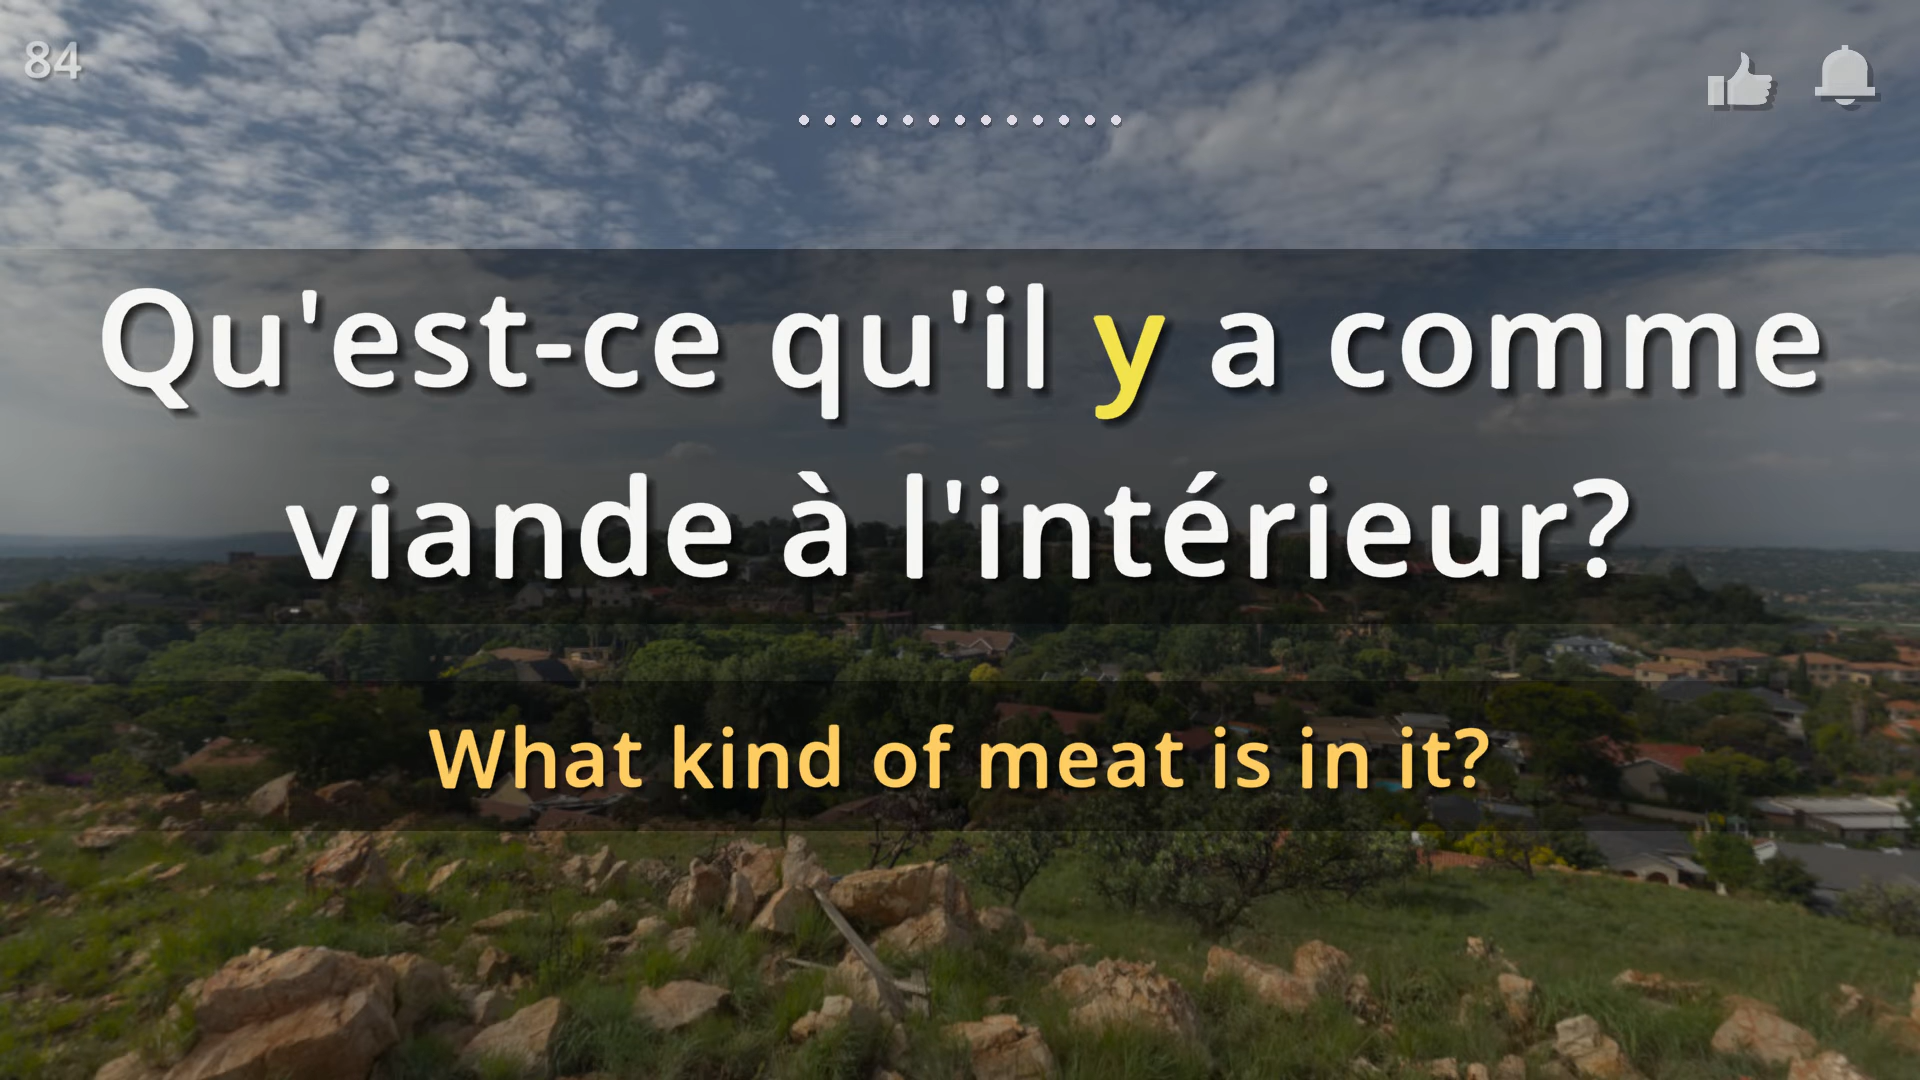 84
Qu'est-ce qu'il y a comme
viande à l'intérieur?
What kind of meat is in it?